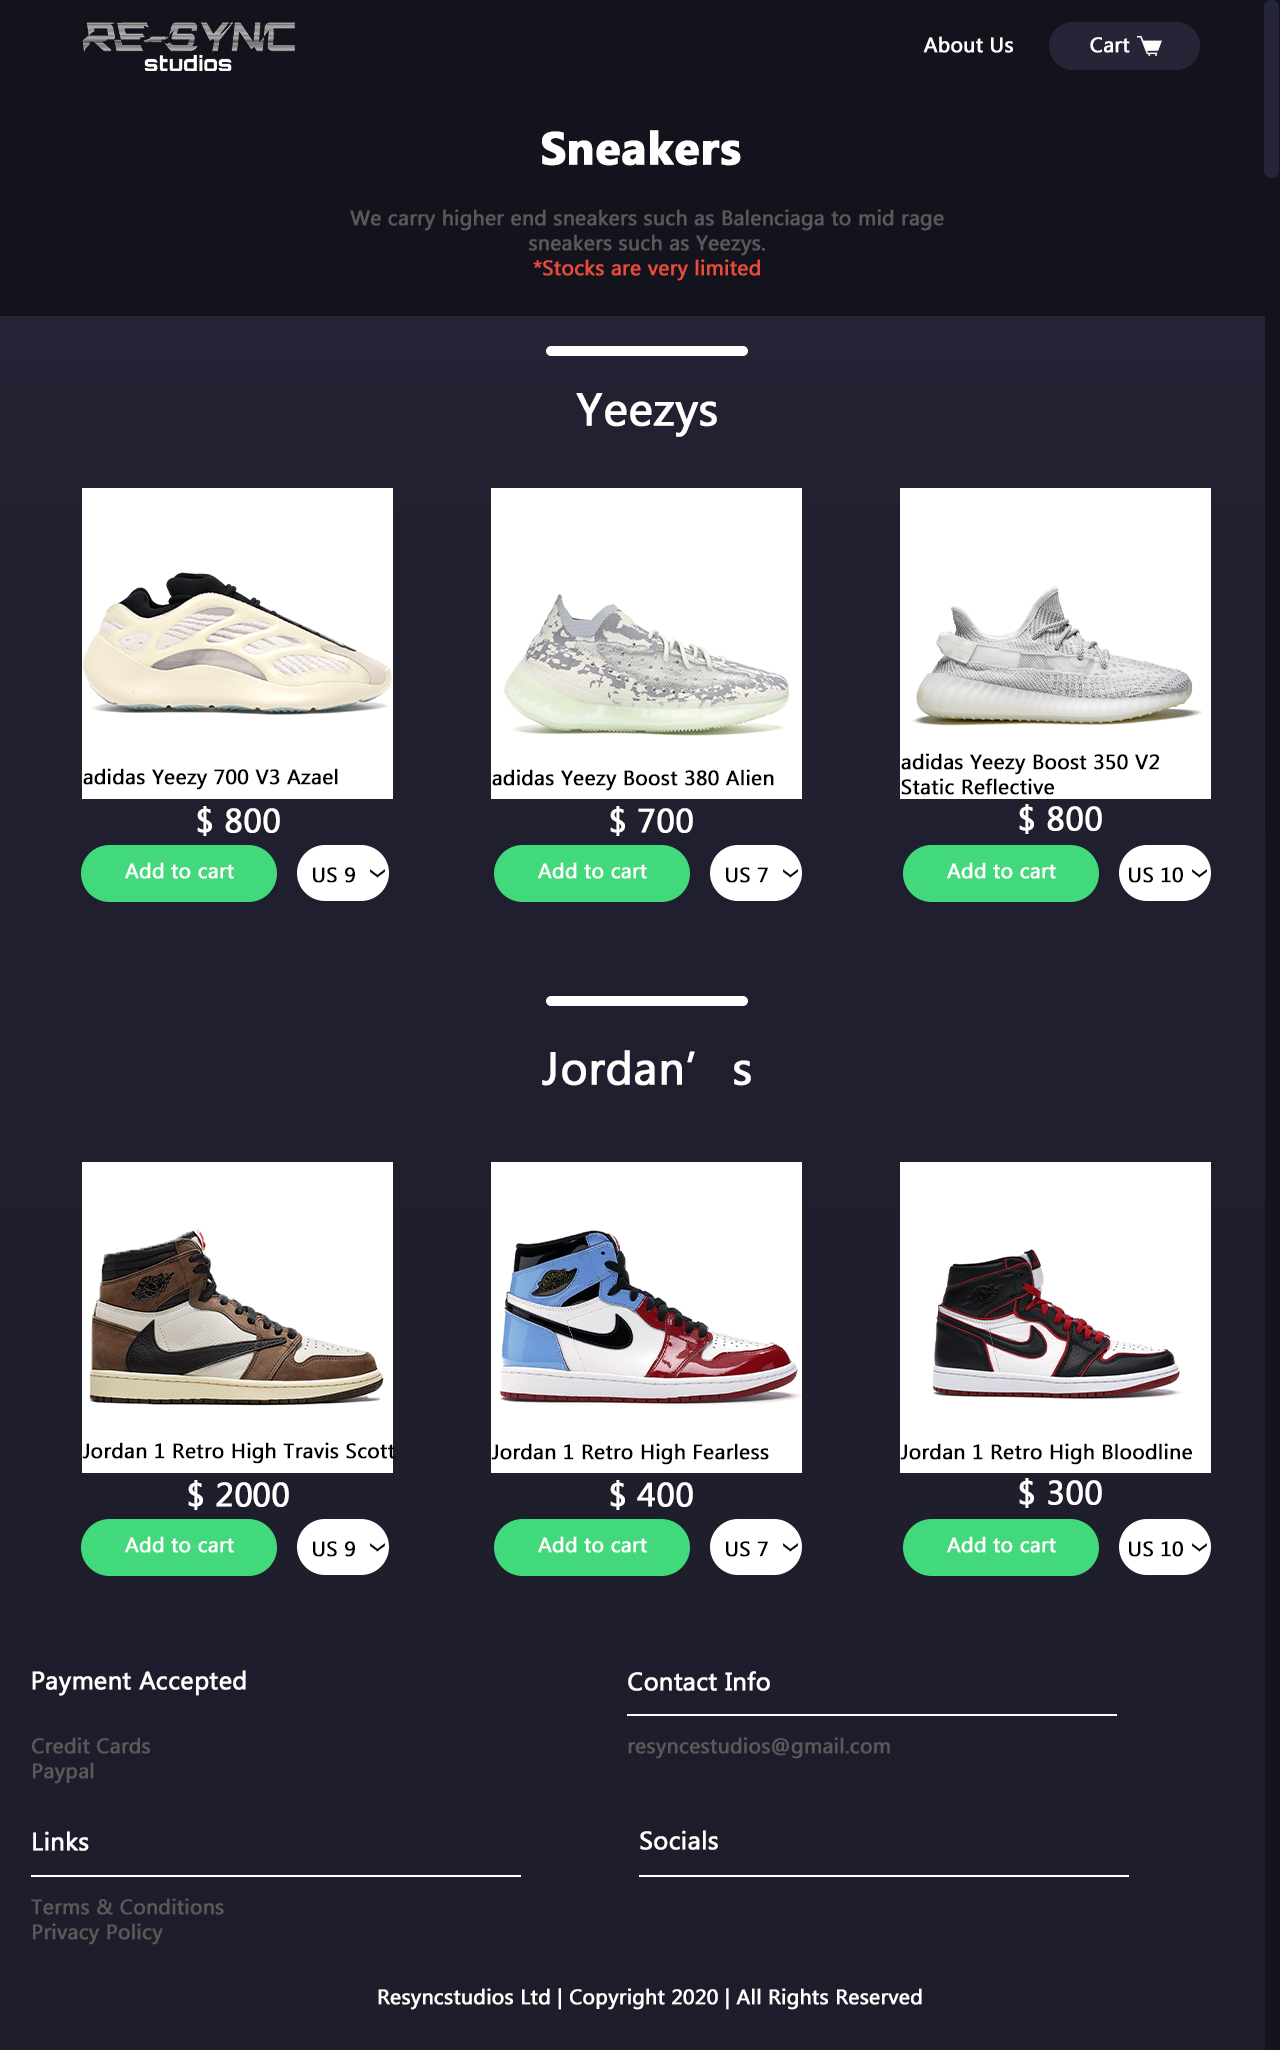 RE-SYNC
studios
About Us
Cart
Sneakers
We carry higher end sneakers such as Balenciaga to mid rage
sneakers such as Yeezys.
*Stocks are very limited
Yeezys
adidas Yeezy 700 V3 Azael
adidas Yeezy Boost 380 Alien
adidas Yeezy Boost 350 V2
Static Reflective
$ 800
$ 700
$ 800
Add to cart
US 9
Add to cart
US 7
Add to cart
US 10
Jordan’s
Jordan 1 Retro High Travis Scott
Jordan 1 Retro High Fearless
Jordan 1 Retro High Bloodline
$ 2000
$ 400
$ 300
Add to cart
US 9
Add to cart
US 7
Add to cart
US 10
Payment Accepted
Credit Cards
Paypal
Contact Info
resyncestudios@gmail.com
Links
Terms & Conditions
Privacy Policy
Socials
Resyncstudios Ltd | Copyright 2020 | All Rights Reserved